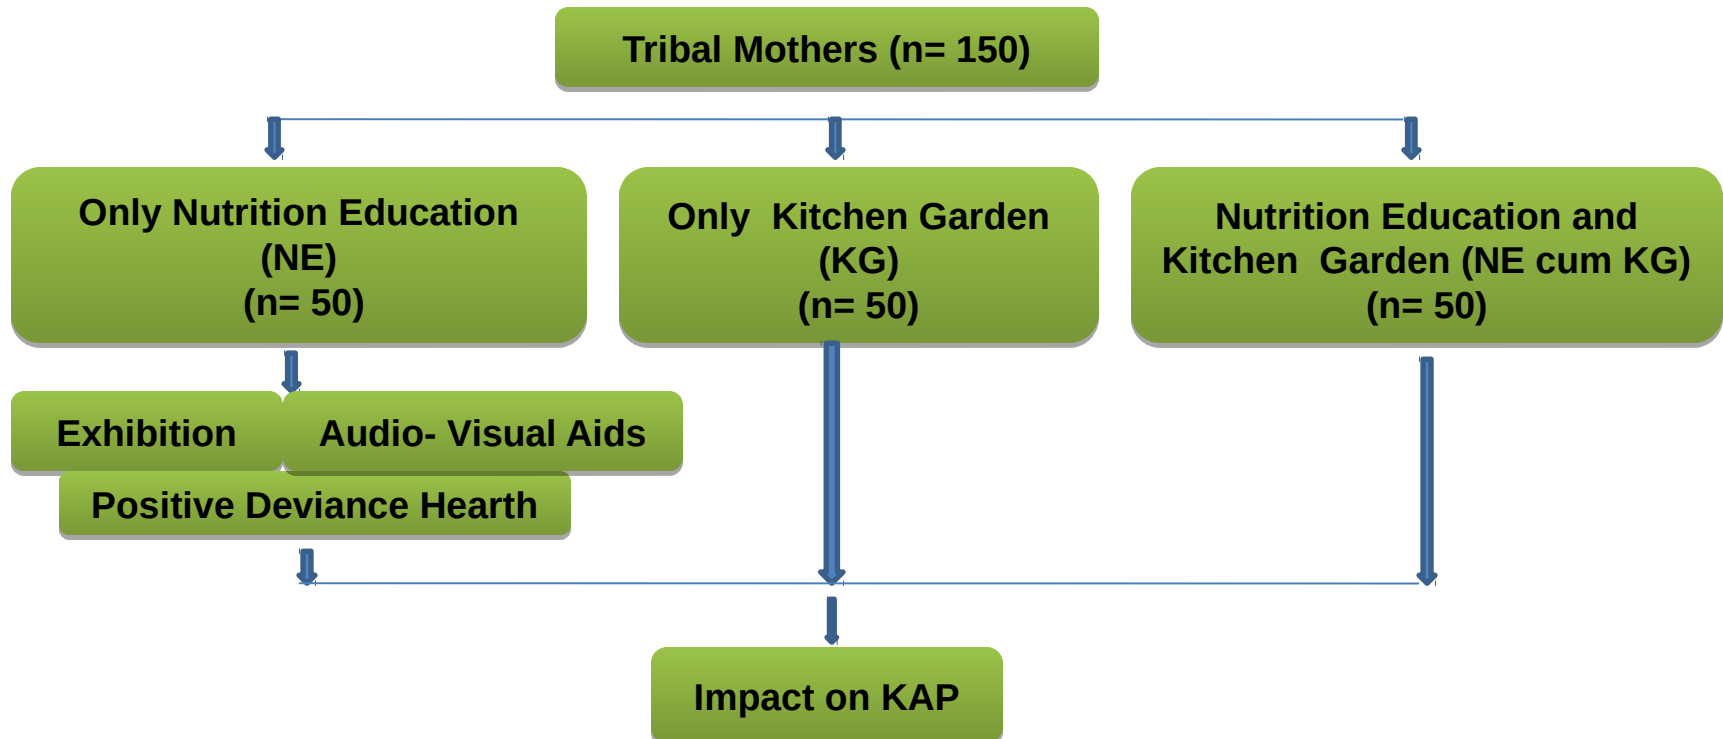 Tribal Mothers (n= 150)
Only Nutrition Education
(NE)
(n= 50)
Only  Kitchen Garden
(KG)
(n= 50)
Nutrition Education and
Kitchen  Garden (NE cum KG)
(n= 50)
Exhibition
Audio- Visual Aids
Positive Deviance Hearth
Impact on KAP